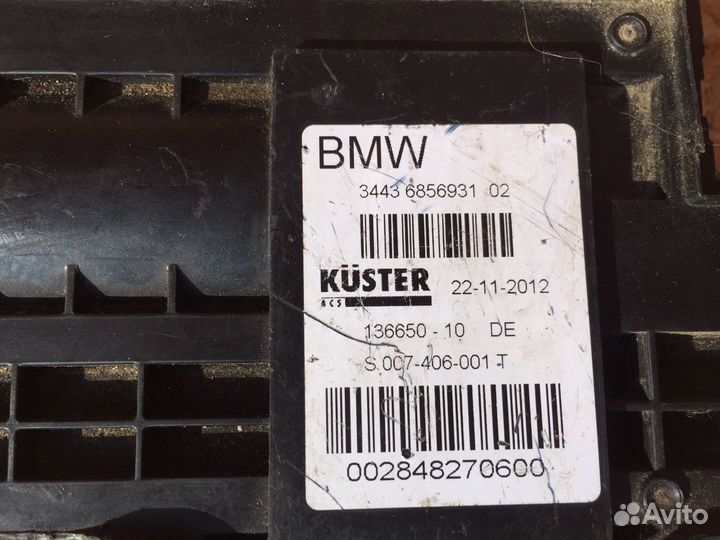 BMW
3443 6856931 02
KÜSTER 22-11-2012
ACS
136650 - 10 DE
S 007-406-001 T
002848270600
Avito